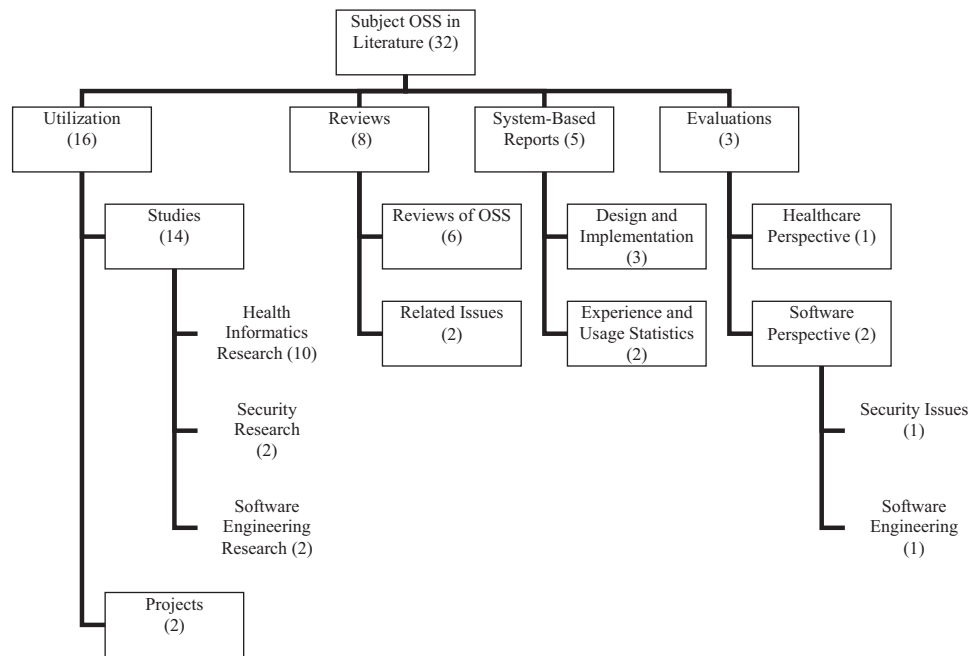 Subject OSS in
Literature (32)
Utilization
(16)
Reviews
(8)
System-Based
Reports (5)
Evaluations
(3)
Studies
(14)
Reviews of OSS
(6)
Design and
Implementation
(3)
Healthcare
Perspective (1)
Health
Informatics
Research (10)
Related Issues
(2)
Experience and
Usage Statistics
(2)
Software
Perspective (2)
Security
Research
(2)
Security Issues
(1)
Software
Engineering
Research (2)
Software
Engineering
(1)
Projects
(2)